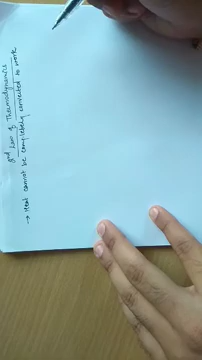 2nd Law of Thermodynamics
→ Heat cannot be completely converted to work